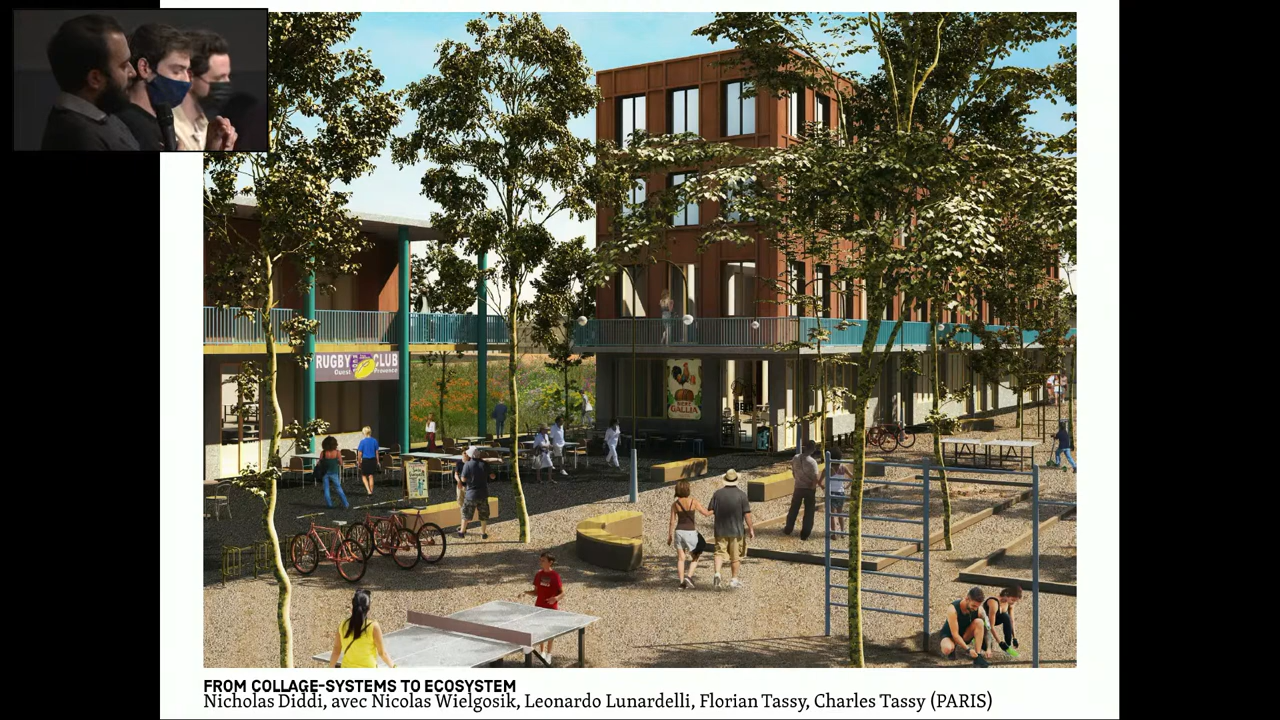 RUGBY CLUB
Ouest Provence
GALLIA
FROM COLLAGE-SYSTEMS TO ECOSYSTEM
Nicholas Diddi, avec Nicolas Wielgosik, Leonardo Lunardelli, Florian Tassy, Charles Tassy (PARIS)